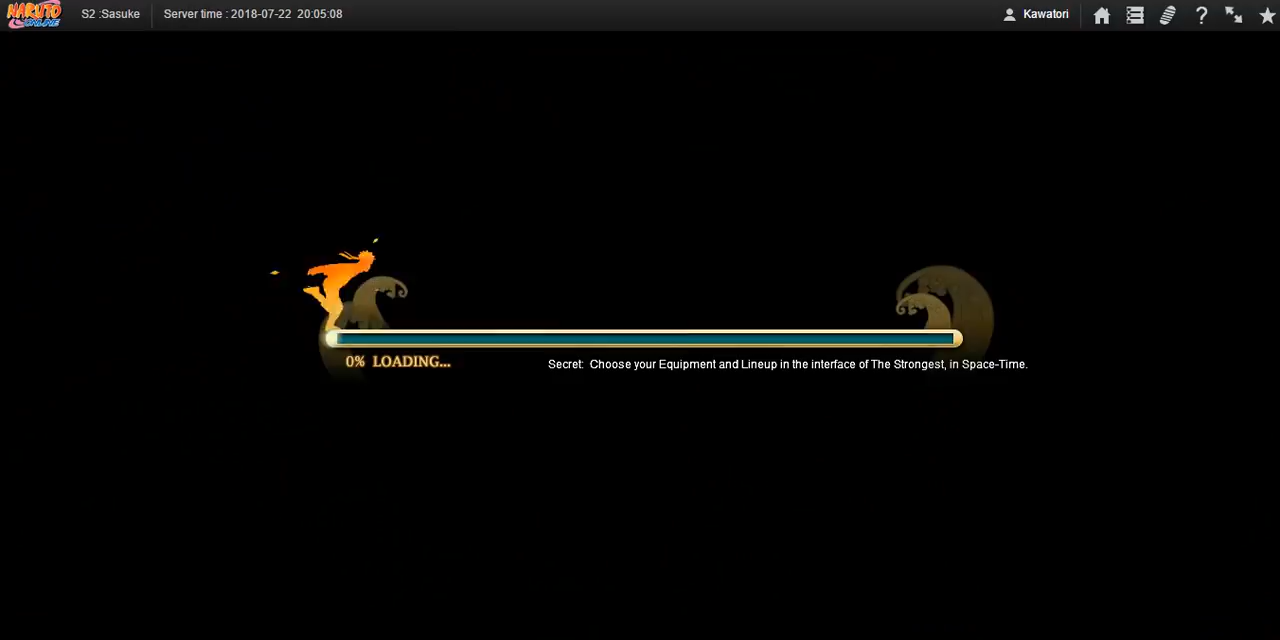 NARUTO ONLINE
S2 :Sasuke
Server time : 2018-07-22 20:05:08
Kawatori
?
0% LOADING...
Secret: Choose your Equipment and Lineup in the interface of The Strongest, in Space-Time.